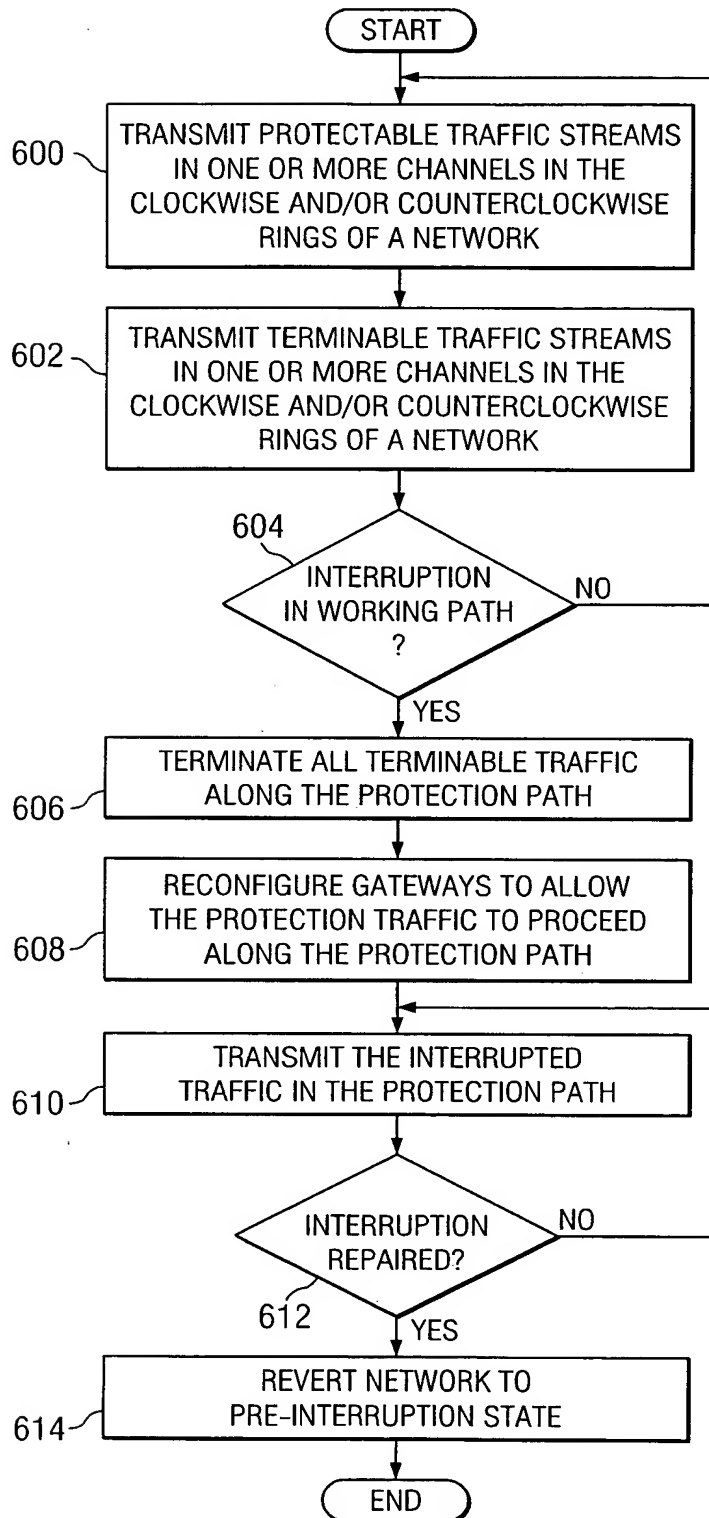 START
600
TRANSMIT PROTECTABLE TRAFFIC STREAMS
IN ONE OR MORE CHANNELS IN THE
CLOCKWISE AND/OR COUNTERCLOCKWISE
RINGS OF A NETWORK
602
TRANSMIT TERMINABLE TRAFFIC STREAMS
IN ONE OR MORE CHANNELS IN THE
CLOCKWISE AND/OR COUNTERCLOCKWISE
RINGS OF A NETWORK
604
INTERRUPTION
IN WORKING PATH
?
NO
YES
606
TERMINATE ALL TERMINABLE TRAFFIC
ALONG THE PROTECTION PATH
608
RECONFIGURE GATEWAYS TO ALLOW
THE PROTECTION TRAFFIC TO PROCEED
ALONG THE PROTECTION PATH
610
TRANSMIT THE INTERRUPTED
TRAFFIC IN THE PROTECTION PATH
INTERRUPTION
REPAIRED?
NO
612
YES
614
REVERT NETWORK TO
PRE-INTERRUPTION STATE
END